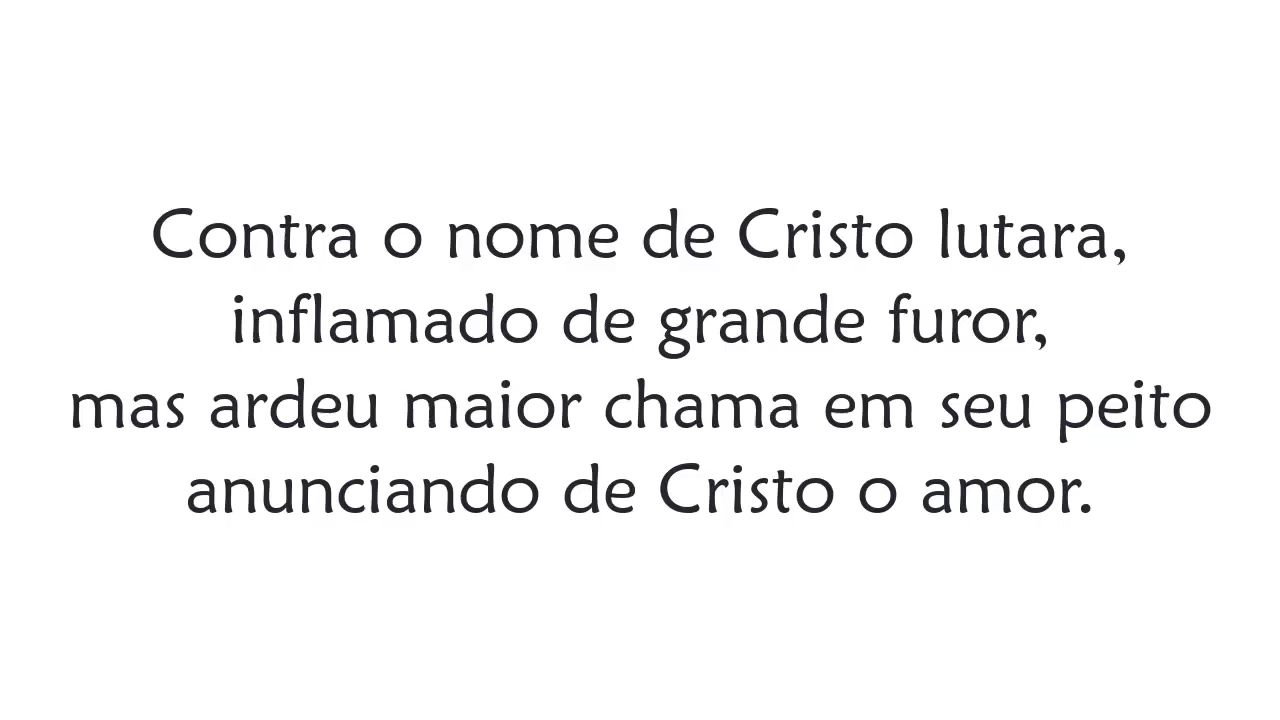 Contra o nome de Cristo lutara,
inflamado de grande furor,
mas ardeu maior chama em seu peito
anunciando de Cristo o amor.